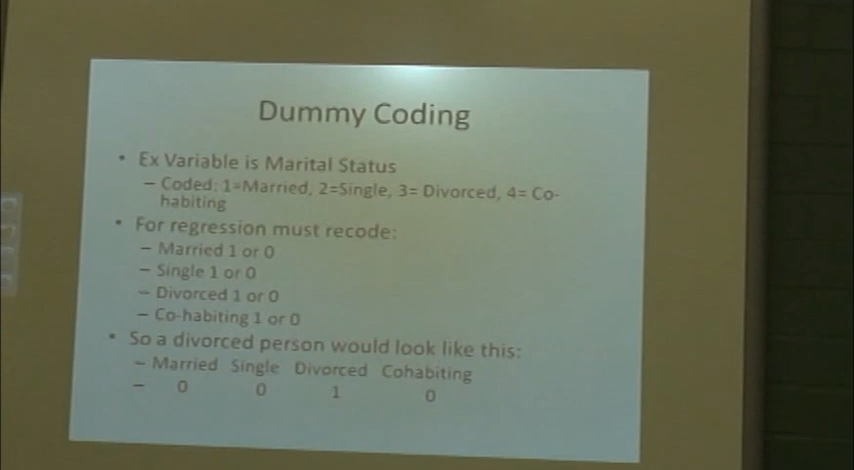 Dummy Coding
• Ex Variable is Marital Status
– Coded: 1=Married, 2=Single, 3= Divorced, 4= Co-
habiting
• For regression must recode:
– Married 1 or 0
– Single 1 or 0
– Divorced 1 or 0
– Co-habiting 1 or 0
• So a divorced person would look like this:
– Married Single Divorced Cohabiting
– 0 0 1 0